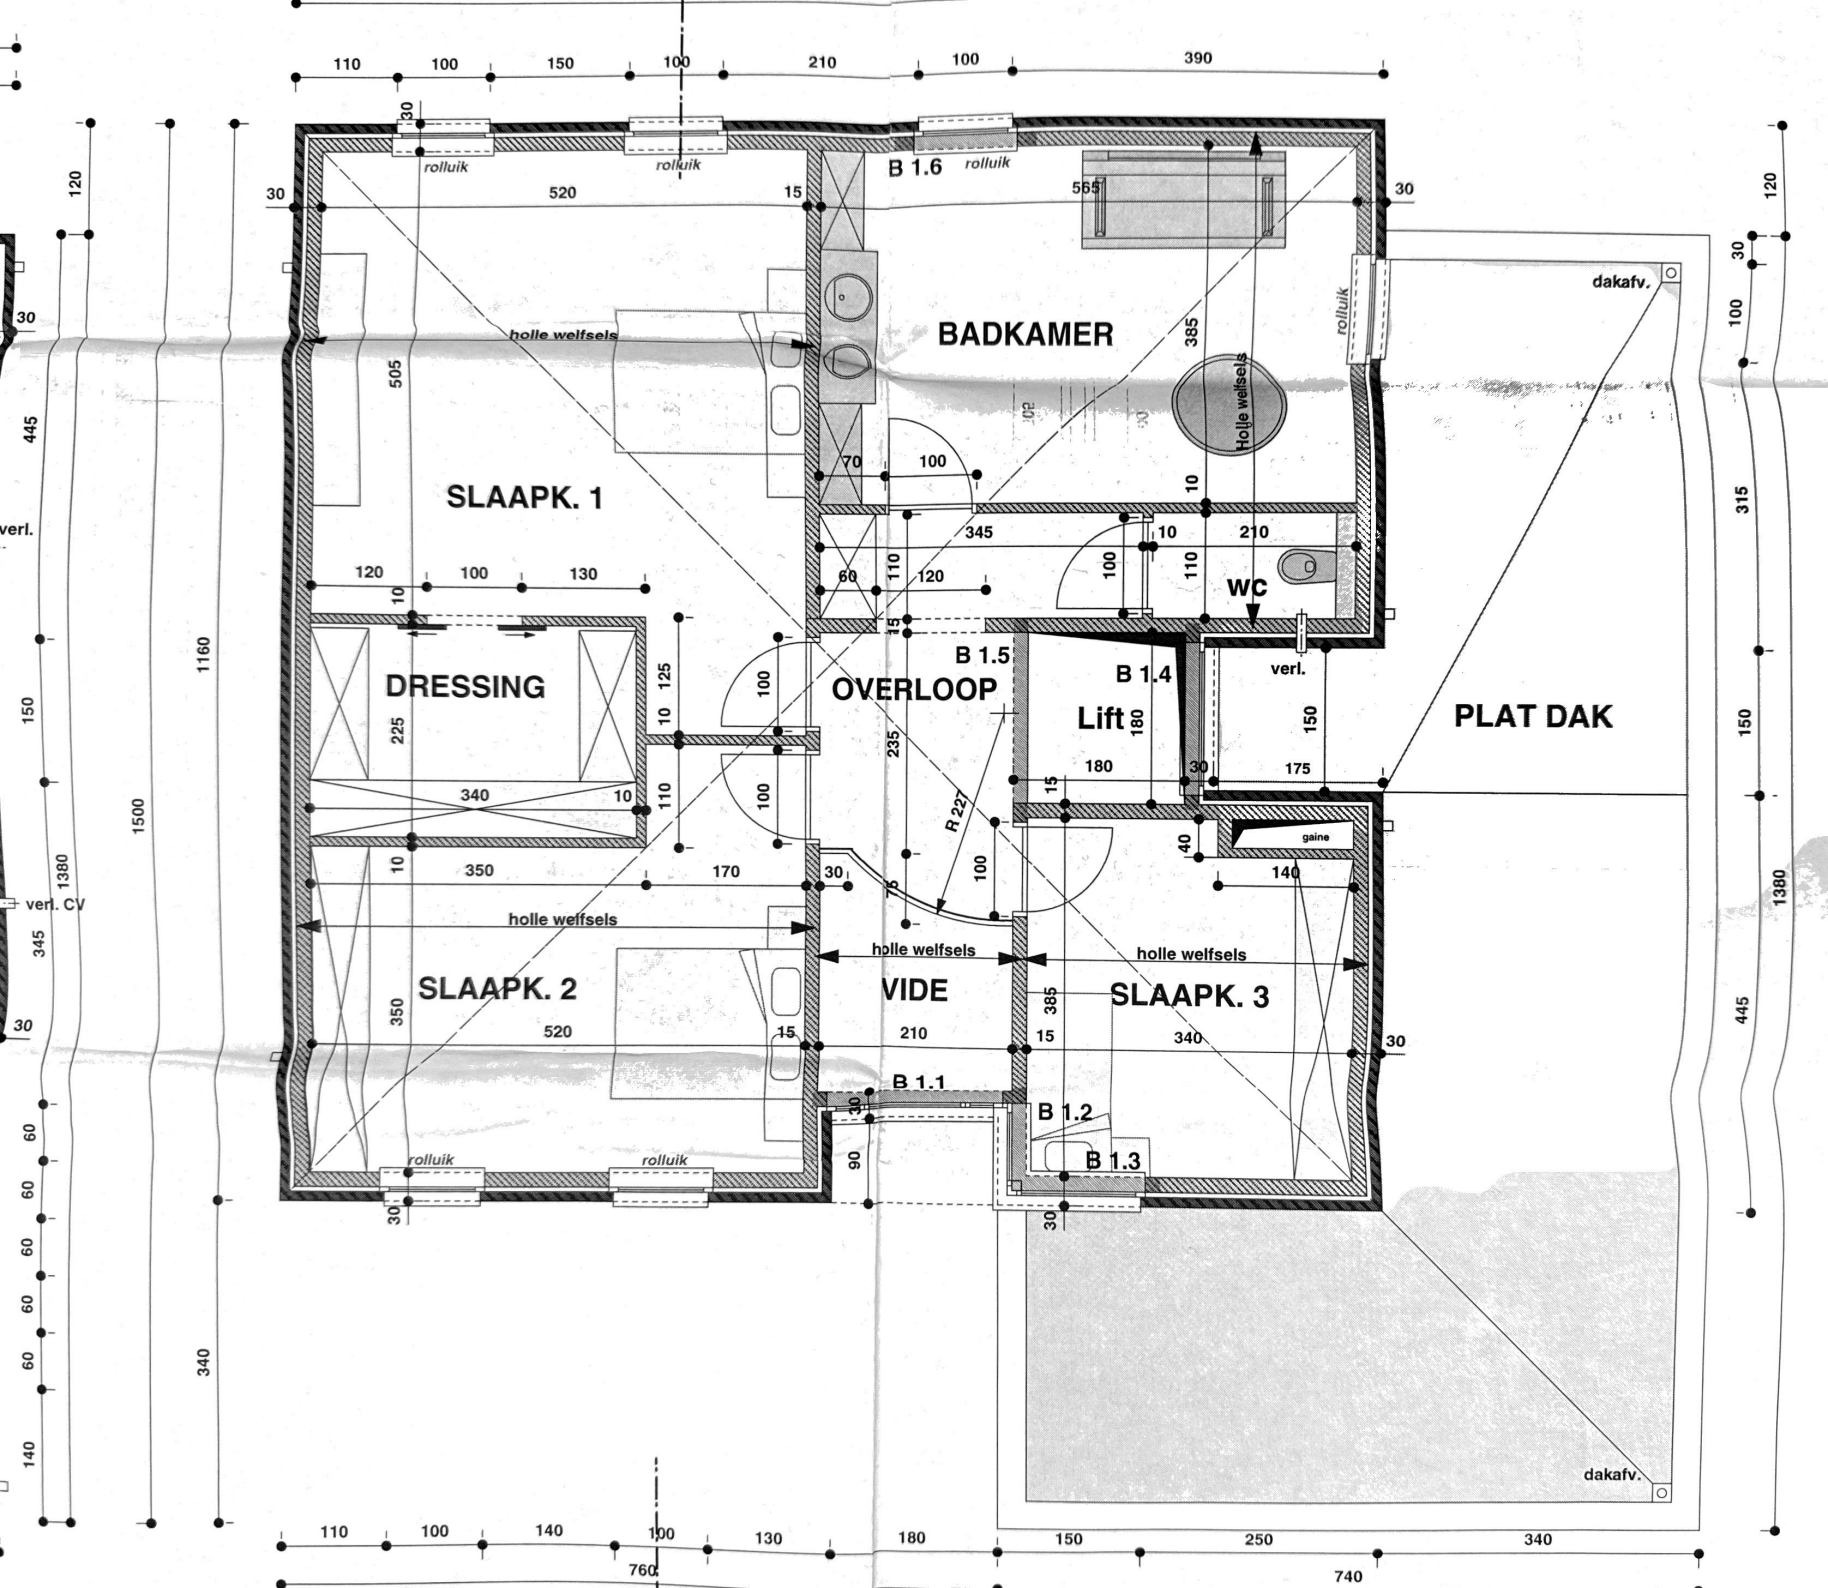 110 100 150 100 210 100 390
30
rolluik rolluik B 1.6 rolluik
30 520 15 565 30
120 120
30
dakafv.
rolluik
100
30
holle welfsels
BADKAMER
385
Holle welfsels
505
445
SLAAPK. 1
70 100
10
315
verl.
345 10 210
120 100 130
10
60 110 120 100 110
WC
15
1160
DRESSING
125
100
B 1.5
OVERLOOP
B 1.4
verl.
Lift
180
150
PLAT DAK
150
225
10
235
150
180 30 175
15
340 10
110
100
R 227
1500
gaine
40
10
350 170 30
75
100
140
1380
verl. CV
1380
345
holle welfsels
holle welfsels
holle welfsels
SLAAPK. 2
VIDE
SLAAPK. 3
350
385
445
30
520 15 210 15 340 30
B 1.1
30
B 1.2
60
90
rolluik rolluik
B 1.3
60
30
30
60
60
340
60
140
dakafv.
110 100 140 100 130 180 150 250 340
760 740